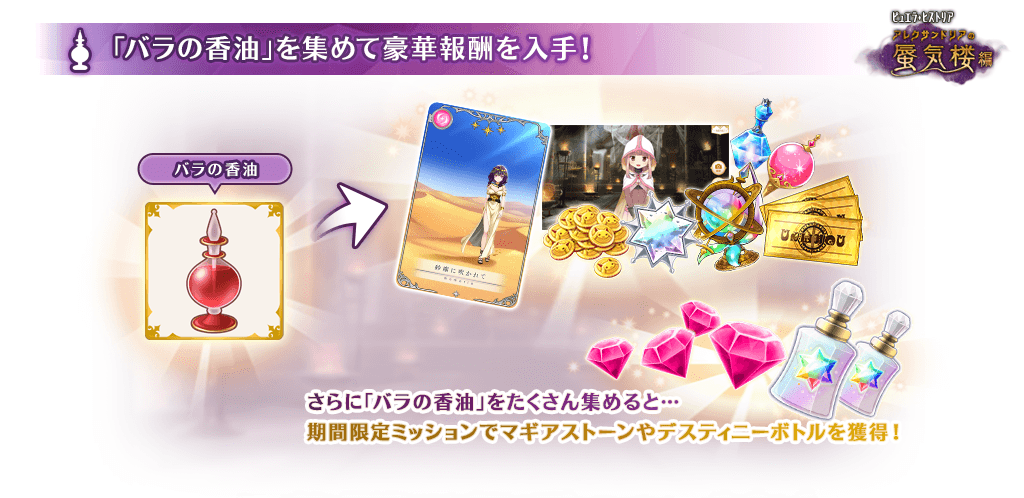 ピュエラ・ヒストリア
アレクサンドリアの
蜃気楼編
「バラの香油」を集めて豪華報酬を入手!
バラの香油
砂霧に吹かれて
さらに「バラの香油」をたくさん集めると…
期間限定ミッションでマギアストーンやデスティニーボトルを獲得!